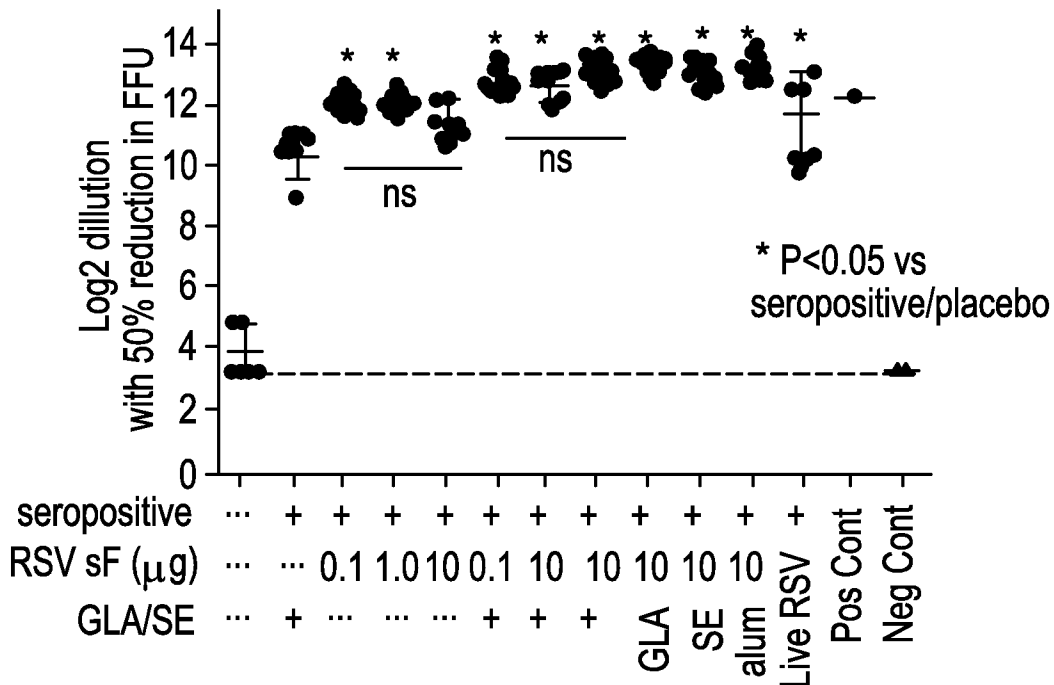 Log2 dillution
with 50% reduction in FFU
14
12
10
8
6
4
2
0
* * * * * * * * *
ns
ns
* P<0.05 vs
seropositive/placebo
seropositive ... + + + + + + + + + + +
RSV sF (μg) ... ... 0.1 1.0 10 0.1 10 10 10 10 10
GLA/SE ... + ... ... ... + + +
GLA
SE
alum
Live RSV
Pos Cont
Neg Cont